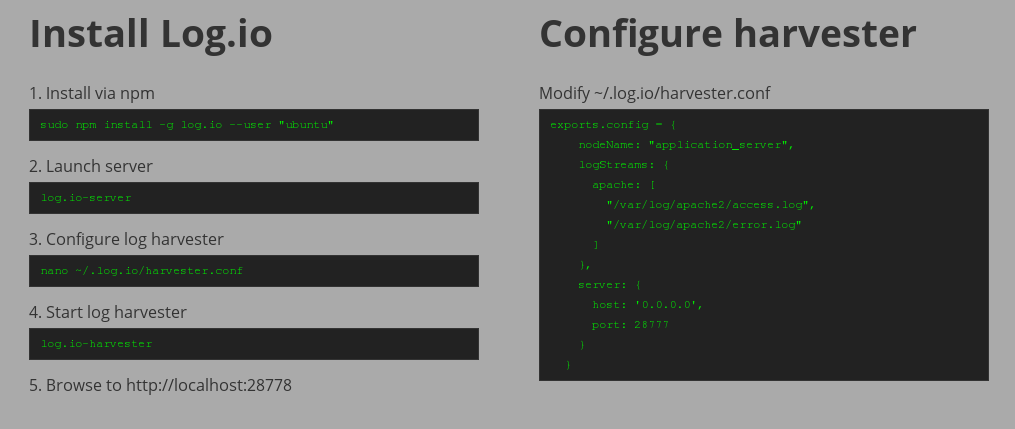 Install Log.io
1. Install via npm
sudo npm install -g log.io --user "ubuntu"
2. Launch server
log.io-server
3. Configure log harvester
nano ~/.log.io/harvester.conf
4. Start log harvester
log.io-harvester
5. Browse to http://localhost:28778
Configure harvester
Modify ~/.log.io/harvester.conf
exports.config = {
    nodeName: "application_server",
    logStreams: {
      apache: [
        "/var/log/apache2/access.log",
        "/var/log/apache2/error.log"
      ]
    },
    server: {
      host: '0.0.0.0',
      port: 28777
    }
  }